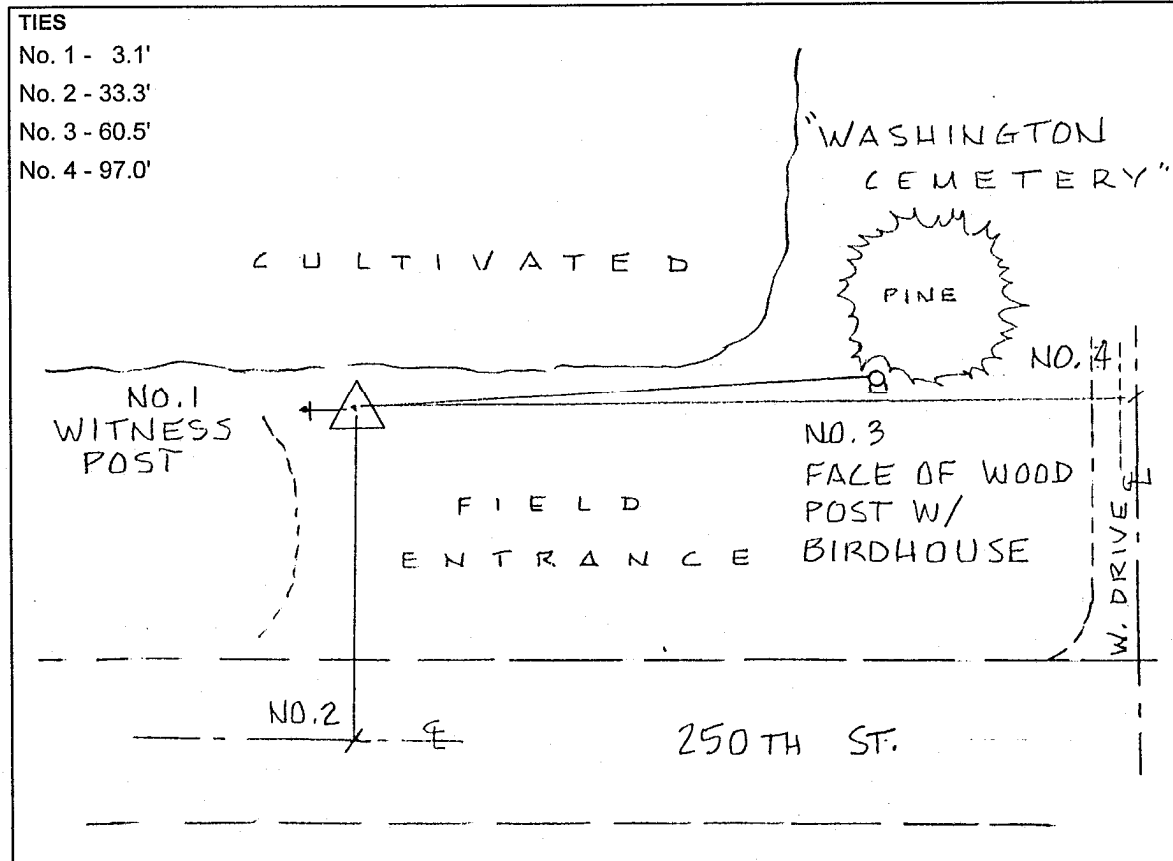 TIES
No. 1 - 3.1'
No. 2 - 33.3'
No. 3 - 60.5'
No. 4 - 97.0'
"WASHINGTON
CEMETERY"
CULTIVATED
PINE
NO. 4
NO. 1
WITNESS
POST
NO. 3
FACE OF WOOD
POST W/
BIRDHOUSE
FIELD
ENTRANCE
W. DRIVE ℄
NO. 2
℄
250TH ST.